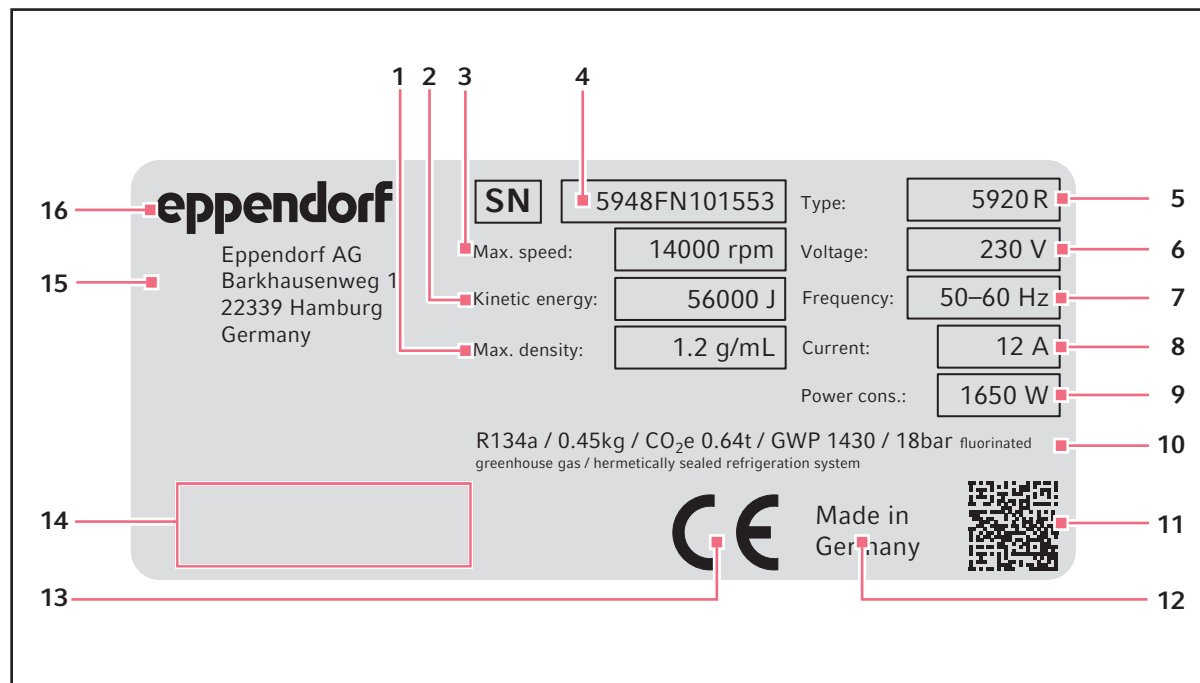 1 2 3 4
16 eppendorf SN 5948FN101553 Type: 5920 R 5
Eppendorf AG Max. speed: 14000 rpm Voltage: 230 V 6
15 Barkhausenweg 1
22339 Hamburg Kinetic energy: 56000 J Frequency: 50–60 Hz 7
Germany Max. density: 1.2 g/mL Current: 12 A 8
Power cons.: 1650 W 9
R134a / 0.45kg / CO₂e 0.64t / GWP 1430 / 18bar fluorinated 10
greenhouse gas / hermetically sealed refrigeration system
14 CE Made in 11
Germany
13 12